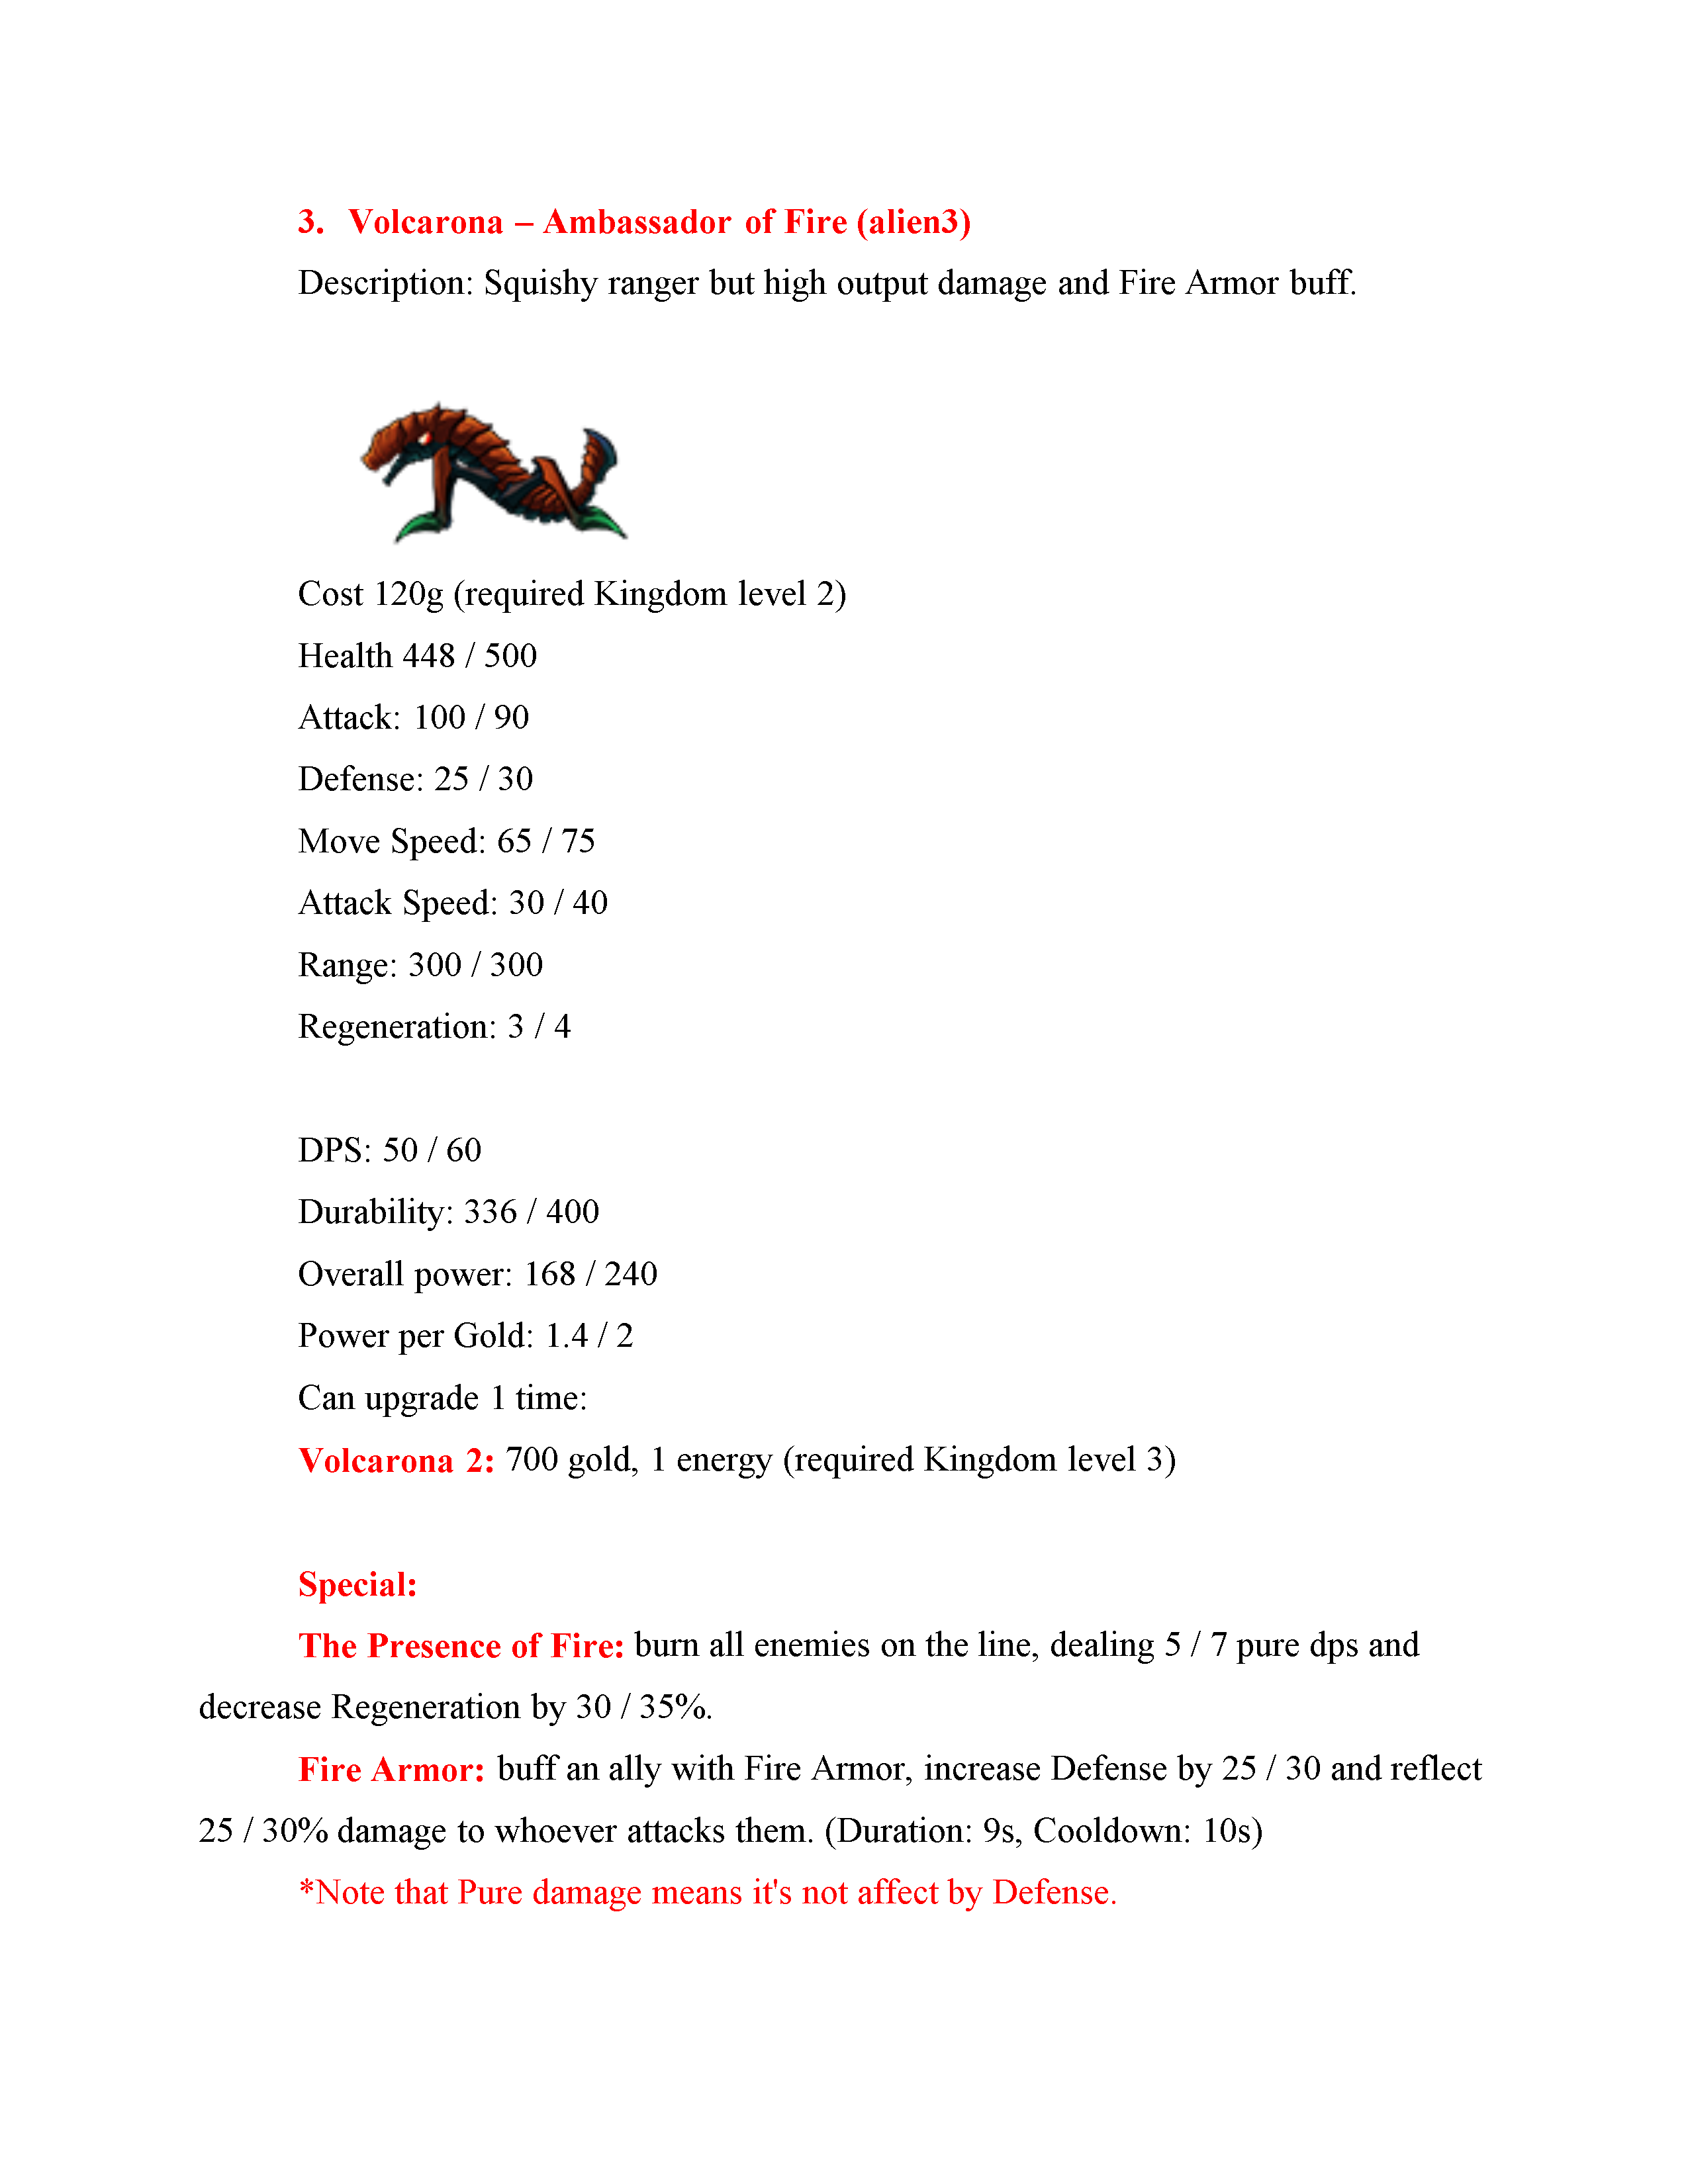 3. Volcarona – Ambassador of Fire (alien3)
Description: Squishy ranger but high output damage and Fire Armor buff.
Cost 120g (required Kingdom level 2)
Health 448 / 500
Attack: 100 / 90
Defense: 25 / 30
Move Speed: 65 / 75
Attack Speed: 30 / 40
Range: 300 / 300
Regeneration: 3 / 4
DPS: 50 / 60
Durability: 336 / 400
Overall power: 168 / 240
Power per Gold: 1.4 / 2
Can upgrade 1 time:
Volcarona 2: 700 gold, 1 energy (required Kingdom level 3)
Special:
The Presence of Fire: burn all enemies on the line, dealing 5 / 7 pure dps and
decrease Regeneration by 30 / 35%.
Fire Armor: buff an ally with Fire Armor, increase Defense by 25 / 30 and reflect
25 / 30% damage to whoever attacks them. (Duration: 9s, Cooldown: 10s)
*Note that Pure damage means it's not affect by Defense.